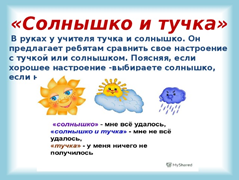 «Солнышко и тучка»
В руках у учителя тучка и солнышко. Он
предлагает ребятам сравнить свое настроение
с тучкой или солнышком. Поясняя, если
хорошее настроение -выбираете солнышко,
если н
«солнышко» - мне всё удалось,
«солнышко и тучка» - мне не всё
удалось,
«тучка» - у меня ничего не
получилось
MyShared